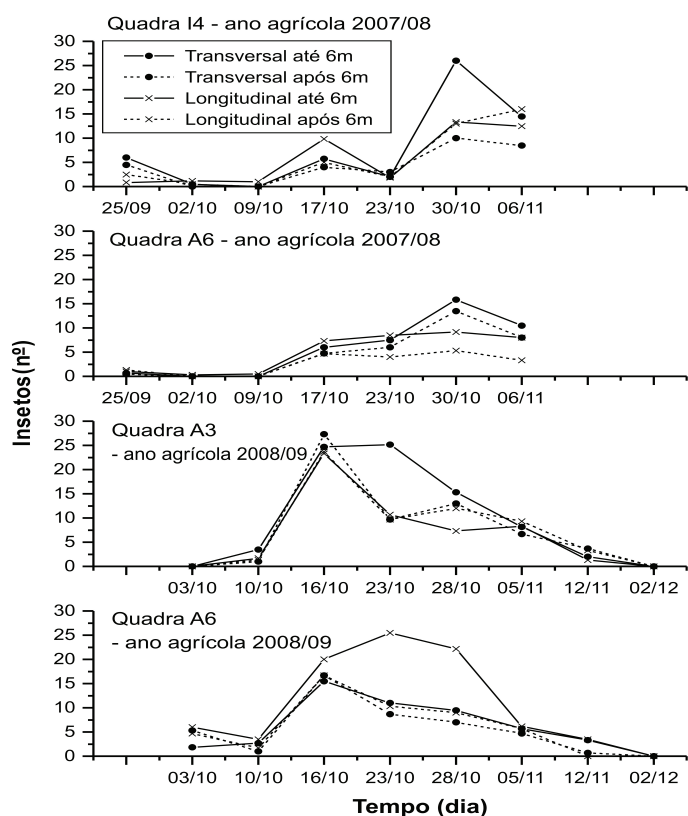 Quadra I4 - ano agrícola 2007/08
30
25
20
15
10
5
0
Transversal até 6m
Transversal após 6m
Longitudinal até 6m
Longitudinal após 6m
25/09 02/10 09/10 17/10 23/10 30/10 06/11
Quadra A6 - ano agrícola 2007/08
30
25
20
15
10
5
0
25/09 02/10 09/10 17/10 23/10 30/10 06/11
Insetos(nº)
Quadra A3
- ano agrícola 2008/09
30
25
20
15
10
5
0
03/10 10/10 16/10 23/10 28/10 05/11 12/11 02/12
Quadra A6
- ano agrícola 2008/09
30
25
20
15
10
5
0
03/10 10/10 16/10 23/10 28/10 05/11 12/11 02/12
Tempo (dia)